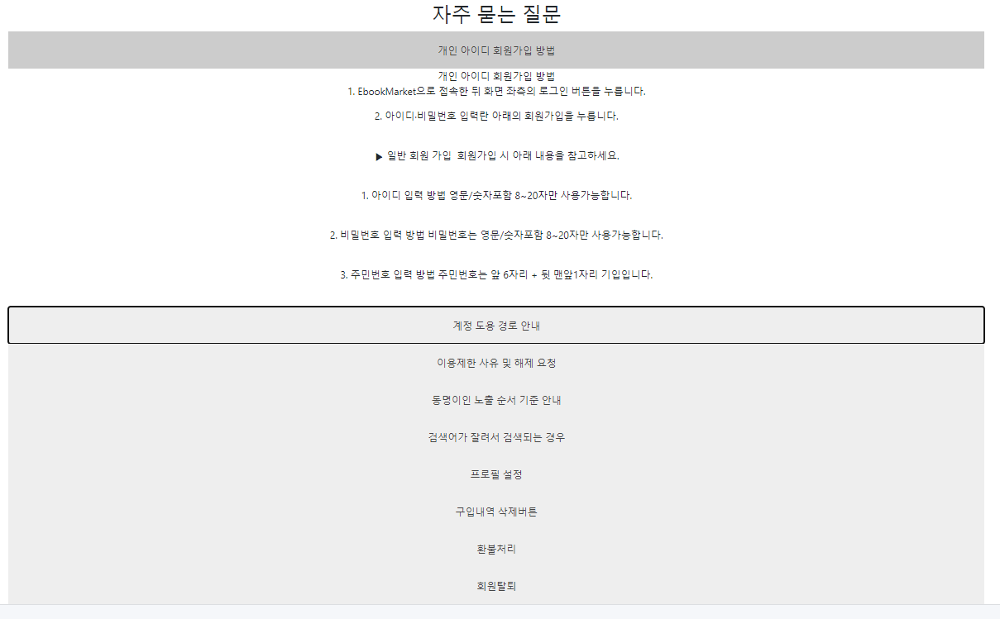 자주 묻는 질문
개인 아이디 회원가입 방법
개인 아이디 회원가입 방법
1. EbookMarket으로 접속한 뒤 화면 좌측의 로그인 버튼을 누릅니다.
2. 아이디·비밀번호 입력란 아래의 회원가입을 누릅니다.
▶ 일반 회원 가입 회원가입 시 아래 내용을 참고하세요.
1. 아이디 입력 방법 영문/숫자포함 8~20자만 사용가능합니다.
2. 비밀번호 입력 방법 비밀번호는 영문/숫자포함 8~20자만 사용가능합니다.
3. 주민번호 입력 방법 주민번호는 앞 6자리 + 뒷 맨앞1자리 기입입니다.
계정 도용 경로 안내
이용제한 사유 및 해제 요청
동명이인 노출 순서 기준 안내
검색어가 잘려서 검색되는 경우
프로필 설정
구입내역 삭제버튼
환불처리
회원탈퇴